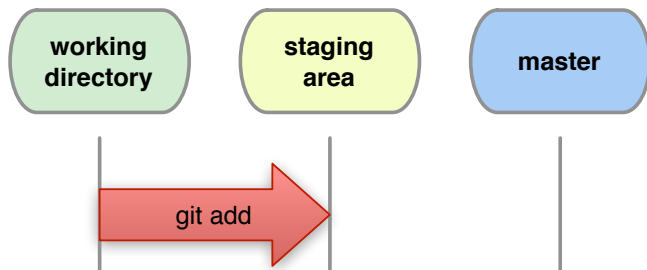 working
directory
staging
area
master
git add